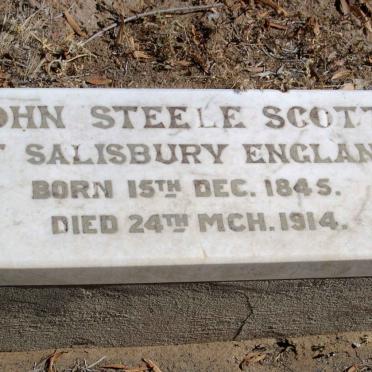 OHN STEELE SCOTT
T SALISBURY ENGLAN
BORN 15TH DEC. 1845.
DIED 24TH MCH. 1914.